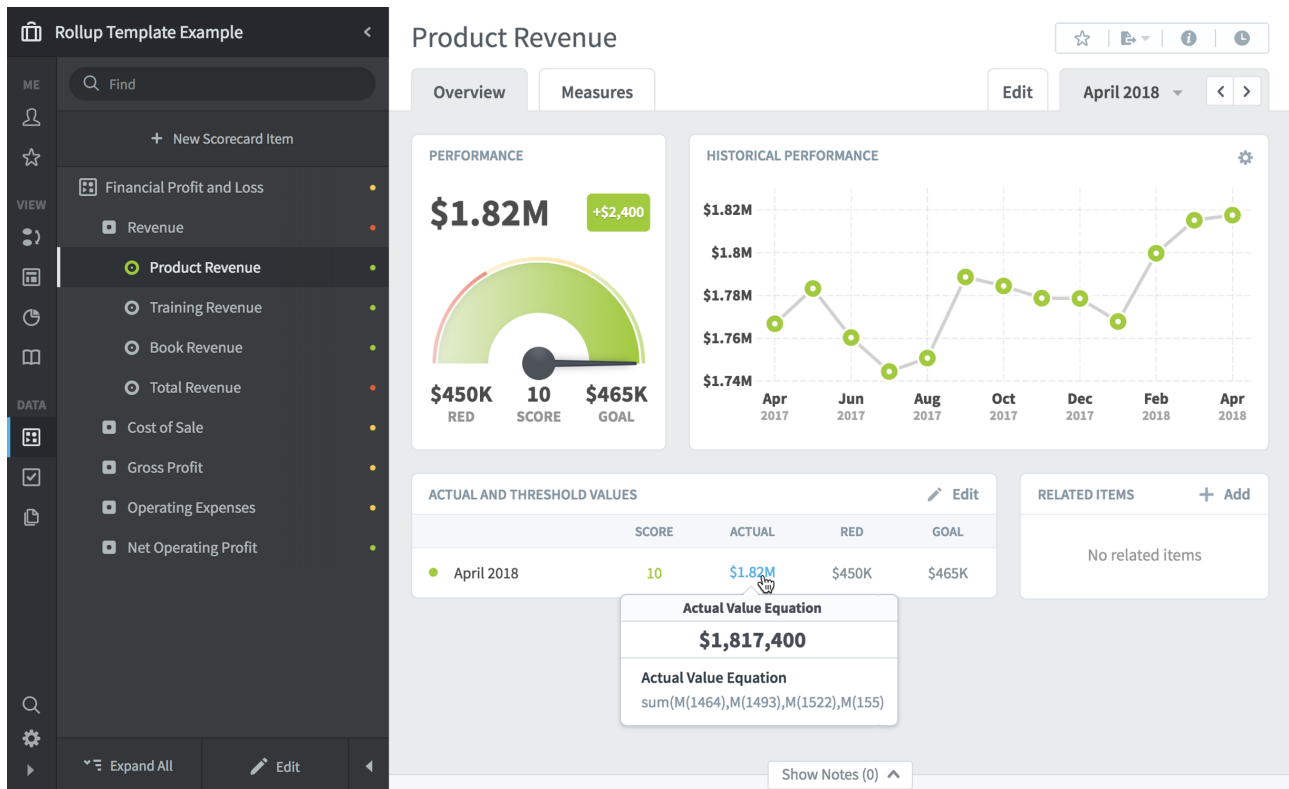 Rollup Template Example
ME
Find
New Scorecard Item
Financial Profit and Loss
VIEW
Revenue
Product Revenue
Training Revenue
Book Revenue
Total Revenue
DATA
Cost of Sale
Gross Profit
Operating Expenses
Net Operating Profit
Expand All
Edit
Product Revenue
Overview
Measures
Edit
April 2018
PERFORMANCE
$1.82M
+$2,400
$450K 10 $465K
RED SCORE GOAL
HISTORICAL PERFORMANCE
$1.82M
$1.8M
$1.78M
$1.76M
$1.74M
Apr Jun Aug Oct Dec Feb Apr
2017 2017 2017 2017 2017 2018 2018
ACTUAL AND THRESHOLD VALUES
Edit
SCORE ACTUAL RED GOAL
April 2018 10 $1.82M $450K $465K
Actual Value Equation
$1,817,400
Actual Value Equation
sum(M(1464),M(1493),M(1522),M(155)
RELATED ITEMS
Add
No related items
Show Notes (0)